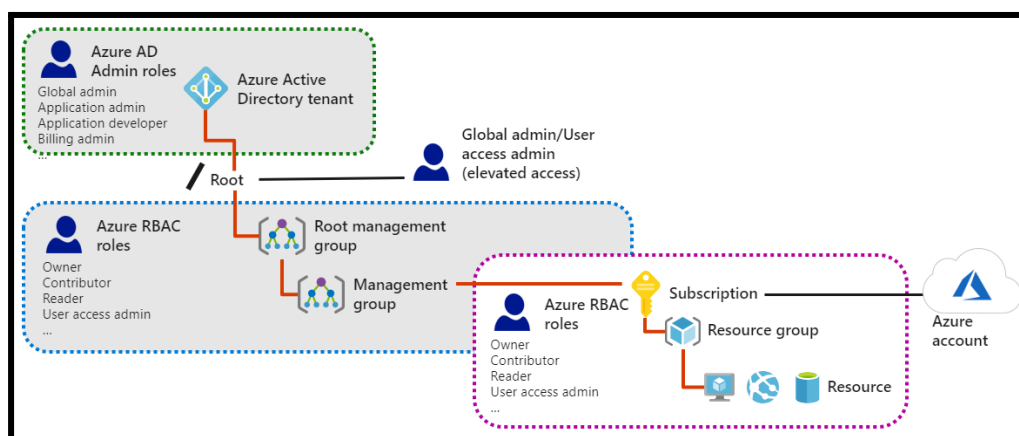 Azure AD
Admin roles
Global admin
Application admin
Application developer
Billing admin
...
Azure Active
Directory tenant
Global admin/User
access admin
(elevated access)
/ Root
Azure RBAC
roles
Owner
Contributor
Reader
User access admin
...
Root management
group
Management
group
Azure RBAC
roles
Owner
Contributor
Reader
User access admin
...
Subscription
Resource group
Resource
Azure
account